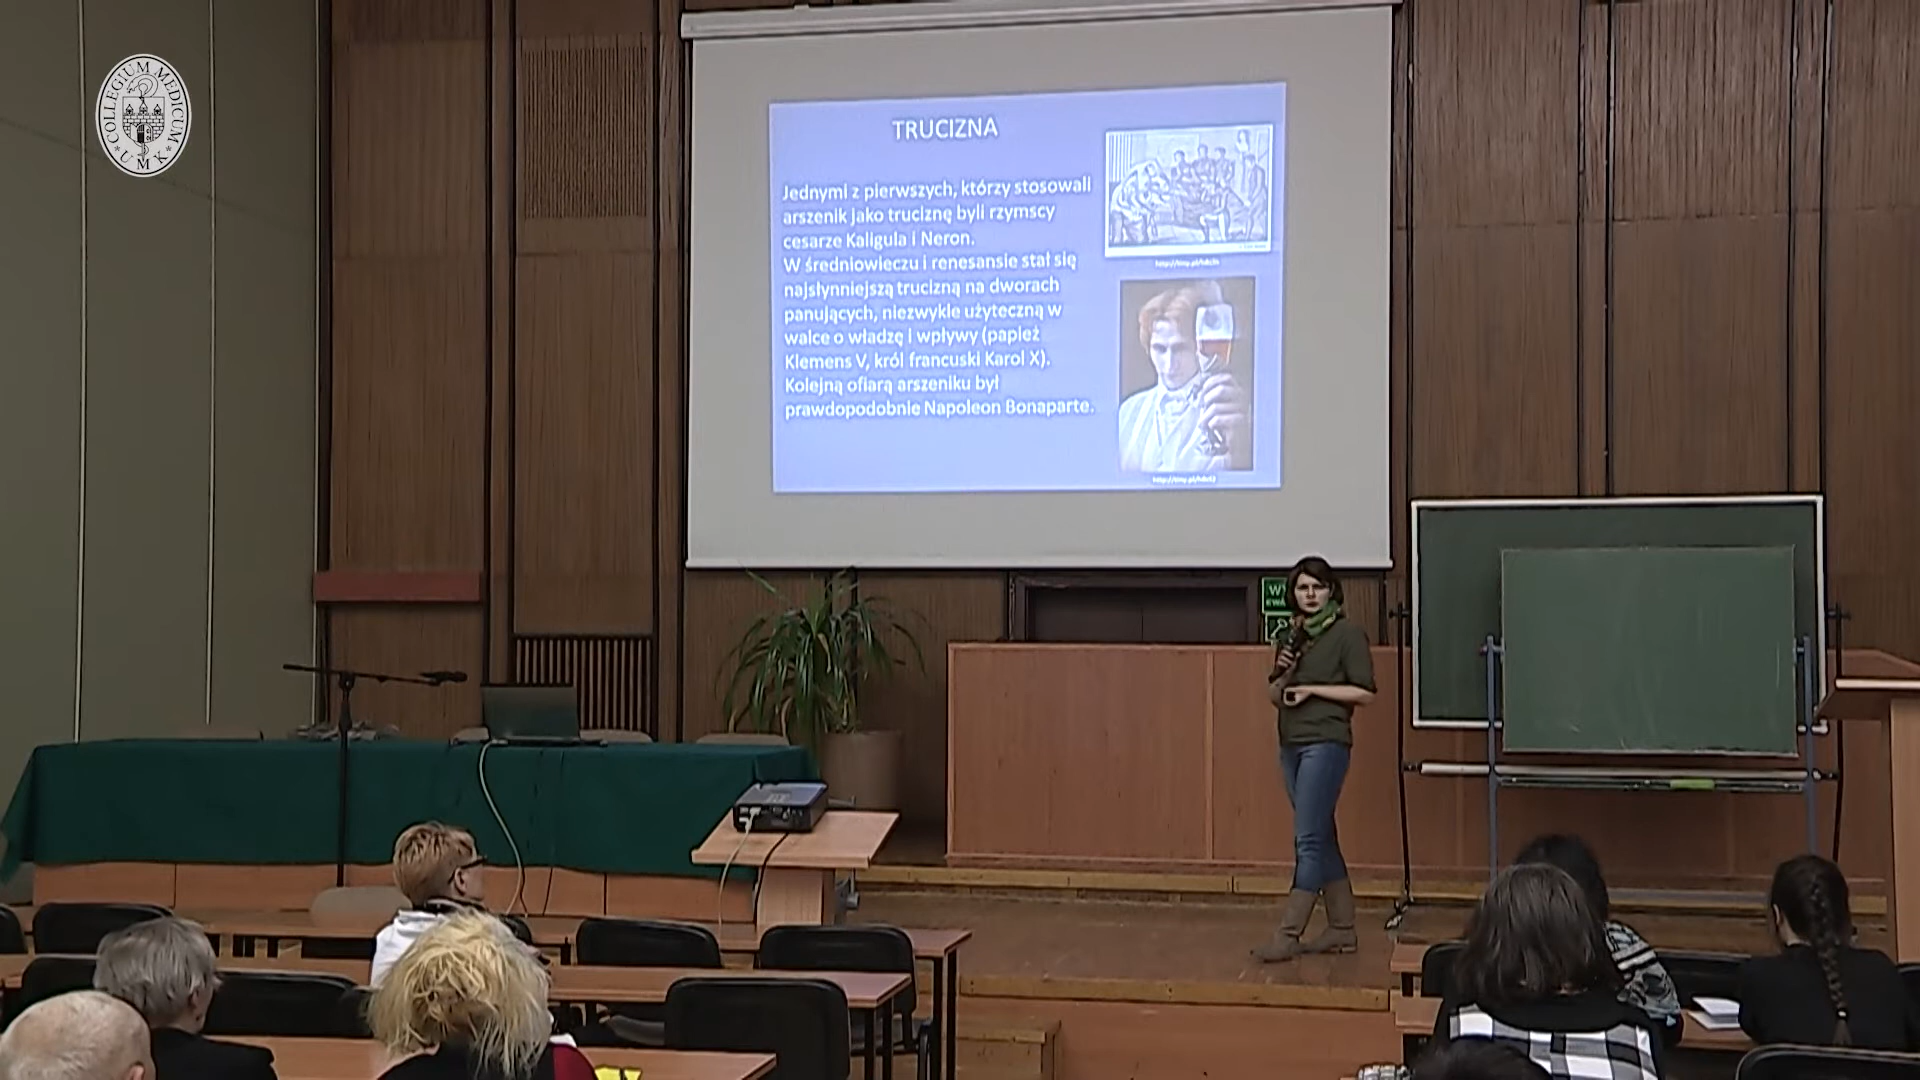 COLLEGIUM MEDICUM
* UMK *
TRUCIZNA
Jednymi z pierwszych, którzy stosowali
arszenik jako truciznę byli rzymscy
cesarze Kaligula i Neron.
W średniowieczu i renesansie stał się
najsłynniejszą trucizną na dworach
panujących, niezwykle użyteczną w
walce o władzę i wpływy (papież
Klemens V, król francuski Karol X).
Kolejną ofiarą arszeniku był
prawdopodobnie Napoleon Bonaparte.
WY